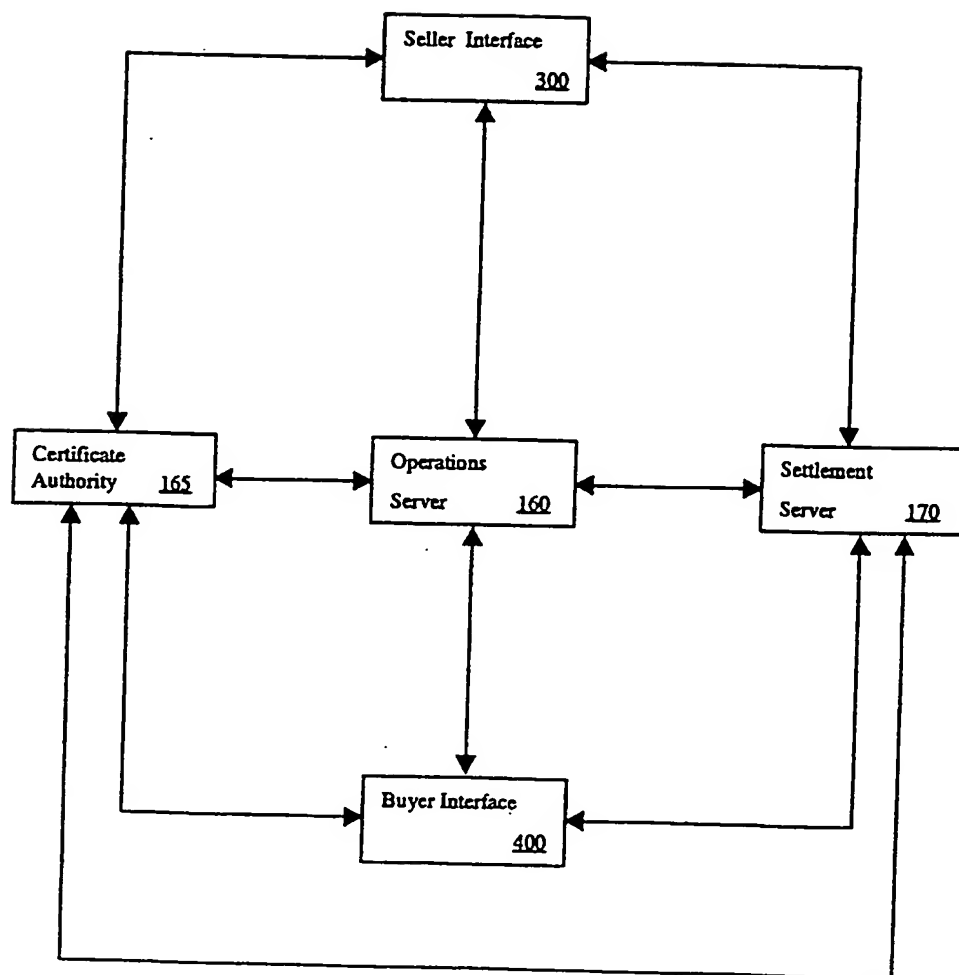 Seller Interface
300
Certificate
Authority 165
Operations
Server 160
Settlement
Server 170
Buyer Interface
400